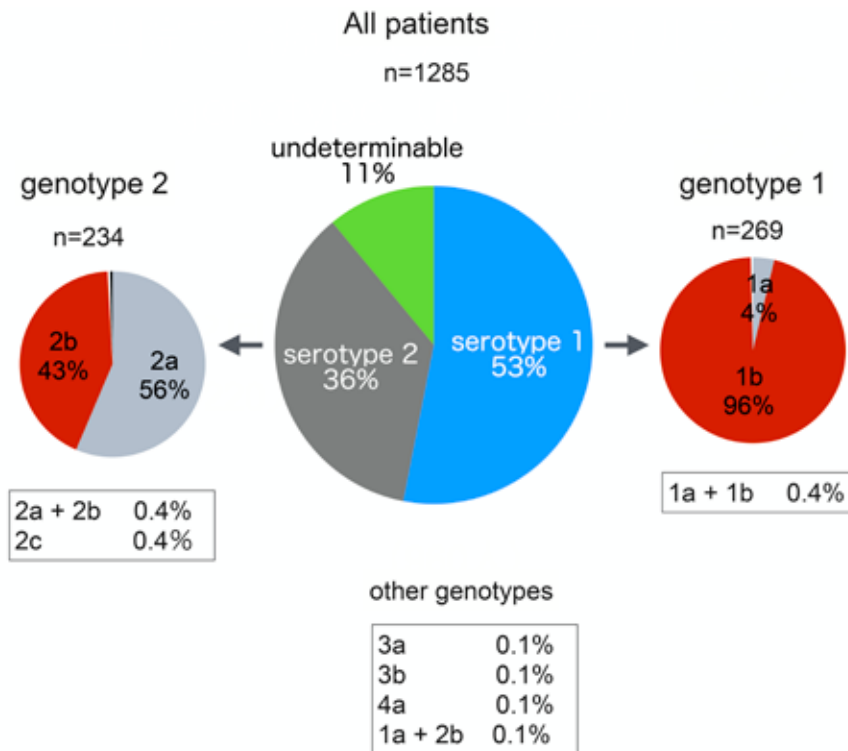 All patients
n=1285
undeterminable
11%
genotype 2
n=234
genotype 1
n=269
2b
43%
2a
56%
serotype 2
36%
serotype 1
53%
1a
4%
1b
96%
2a + 2b 0.4%
2c 0.4%
1a + 1b 0.4%
other genotypes
3a 0.1%
3b 0.1%
4a 0.1%
1a + 2b 0.1%